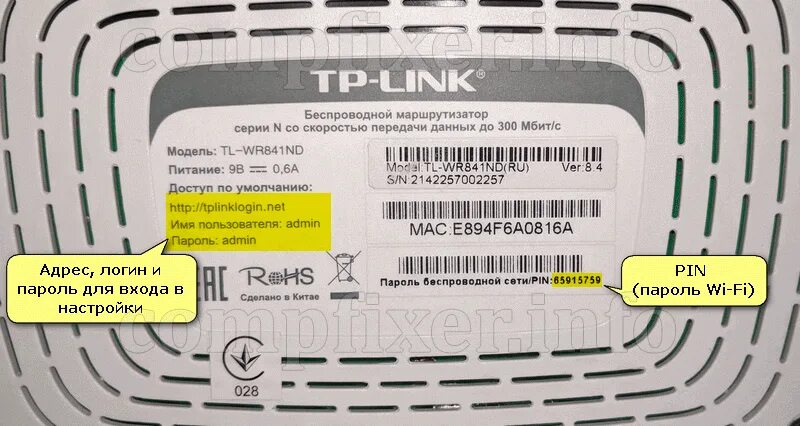 compfixer.info
TP-LINK®
Беспроводной маршрутизатор
серии N со скоростью передачи данных до 300 Мбит/с
Модель: TL-WR841ND
Питание: 9В ⎓ 0,6А
Доступ по умолчанию:
http://tplinklogin.net
Имя пользователя: admin
Пароль: admin
Model:TL-WR841ND(RU) Ver:8.4
S/N:2142257002257
MAC:E894F6A0816A
Пароль беспроводной сети/PIN:65915759
Адрес, логин и
пароль для входа в
настройки
PIN
(пароль Wi-Fi)
EAC
RoHS
Сделано в Китае
028
compfixer.info